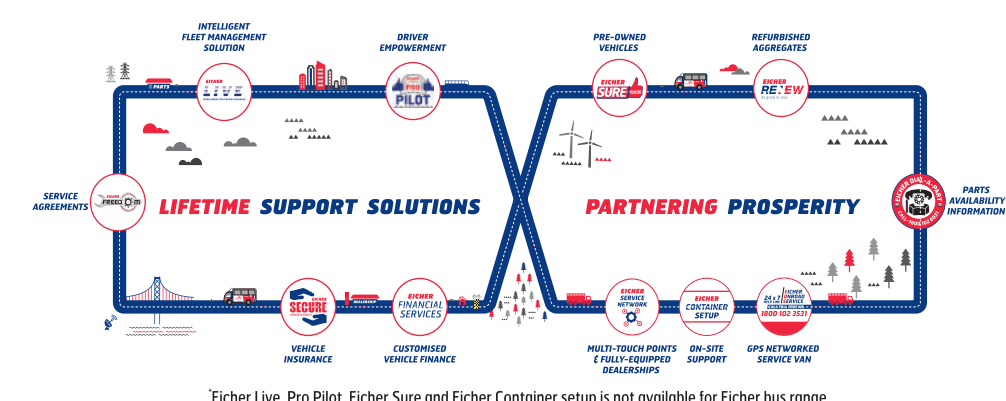 INTELLIGENT
FLEET MANAGEMENT
SOLUTION
DRIVER
EMPOWERMENT
PRE-OWNED
VEHICLES
REFURBISHED
AGGREGATES
PARTS
EICHER
LIVE
PRO
PILOT
EICHER
SURE
EICHER
RENEW
SERVICE
AGREEMENTS
EICHER
FREEDOM
LIFETIME SUPPORT SOLUTIONS
PARTNERING PROSPERITY
EICHER DIAL-A-PART
PARTS
AVAILABILITY
INFORMATION
EICHER
SECURE
EICHER
FINANCIAL
SERVICES
EICHER
SERVICE
NETWORK
EICHER
CONTAINER
SETUP
24 x 7
EICHER
ONROAD
SERVICE
1800 102 3531
VEHICLE
INSURANCE
CUSTOMISED
VEHICLE FINANCE
MULTI-TOUCH POINTS
& FULLY-EQUIPPED
DEALERSHIPS
ON-SITE
SUPPORT
GPS NETWORKED
SERVICE VAN
*Eicher Live, Pro Pilot, Eicher Sure and Eicher Container setup is not available for Eicher bus range